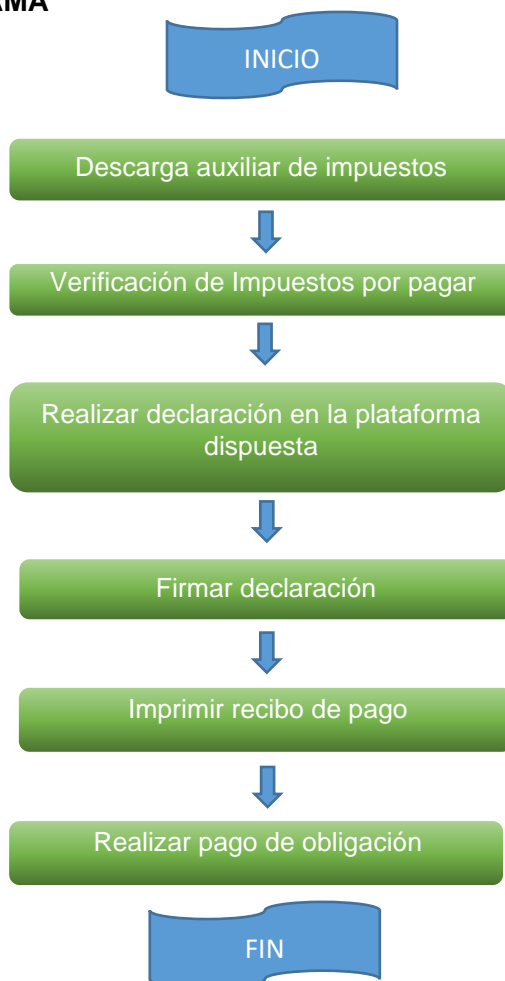 AMA
INICIO
Descarga auxiliar de impuestos
Verificación de Impuestos por pagar
Realizar declaración en la plataforma
dispuesta
Firmar declaración
Imprimir recibo de pago
Realizar pago de obligación
FIN